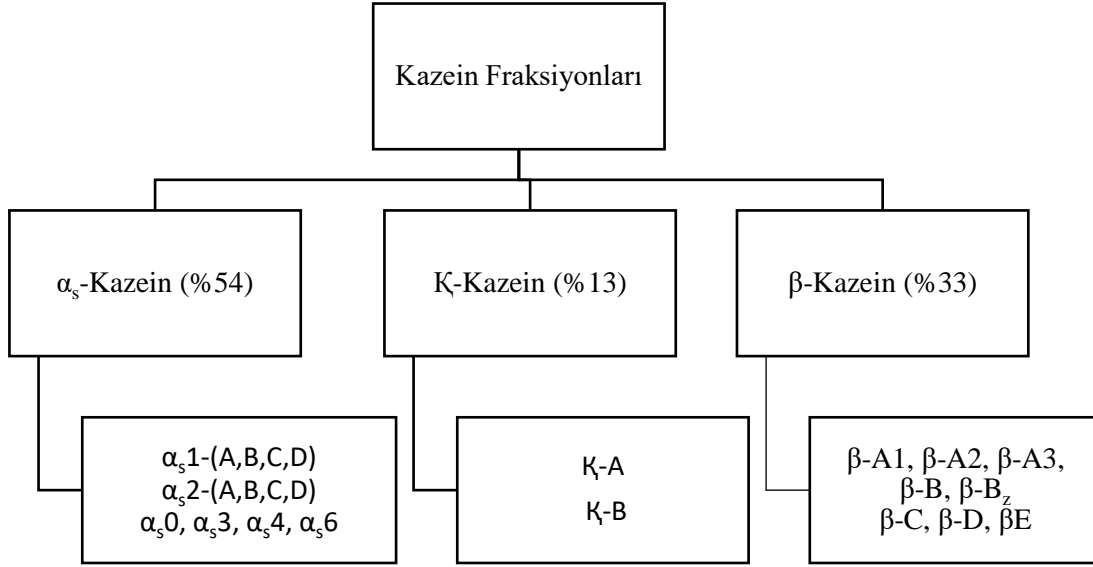 Kazein Fraksiyonları
αₛ-Kazein (%54)
Қ-Kazein (%13)
β-Kazein (%33)
αₛ1-(A,B,C,D)
αₛ2-(A,B,C,D)
αₛ0, αₛ3, αₛ4, αₛ6
Қ-A
Қ-B
β-A1, β-A2, β-A3,
β-B, β-B_z
β-C, β-D, βE